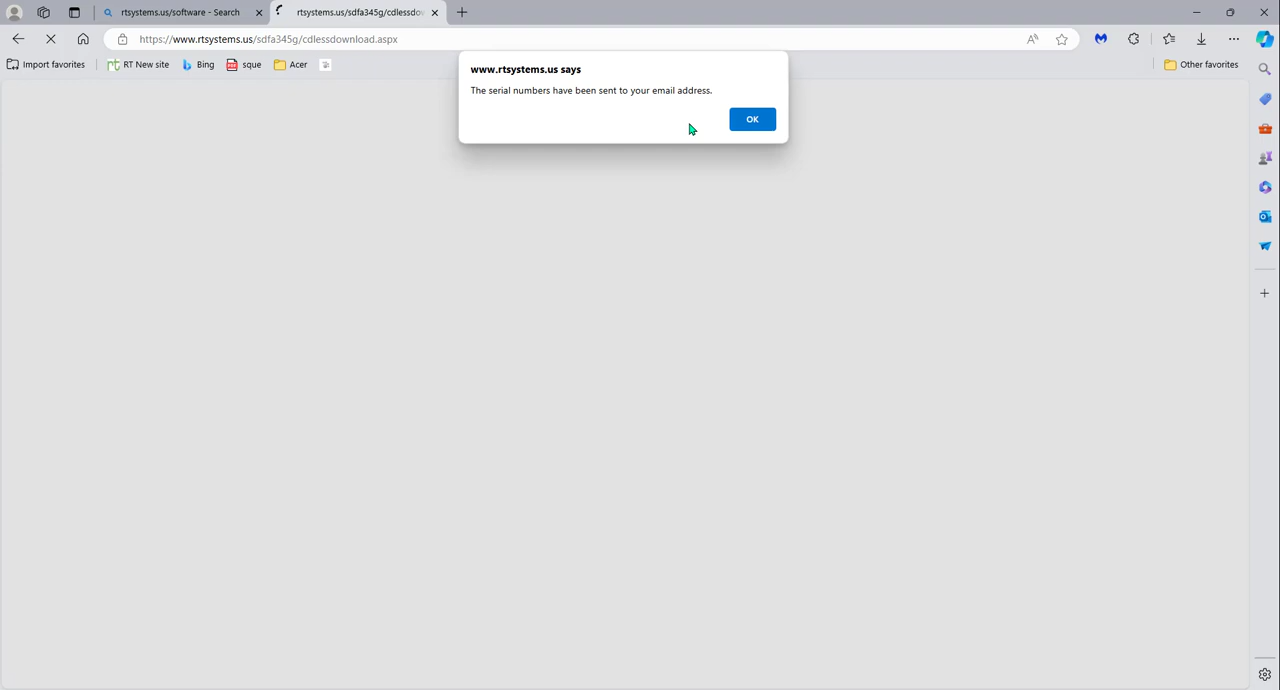 rtsystems.us/software - Search
rtsystems.us/sdfa345g/cdlessdov
https://www.rtsystems.us/sdfa345g/cdlessdownload.aspx
Import favorites
RT New site
Bing
sque
Acer
Other favorites
www.rtsystems.us says
The serial numbers have been sent to your email address.
OK